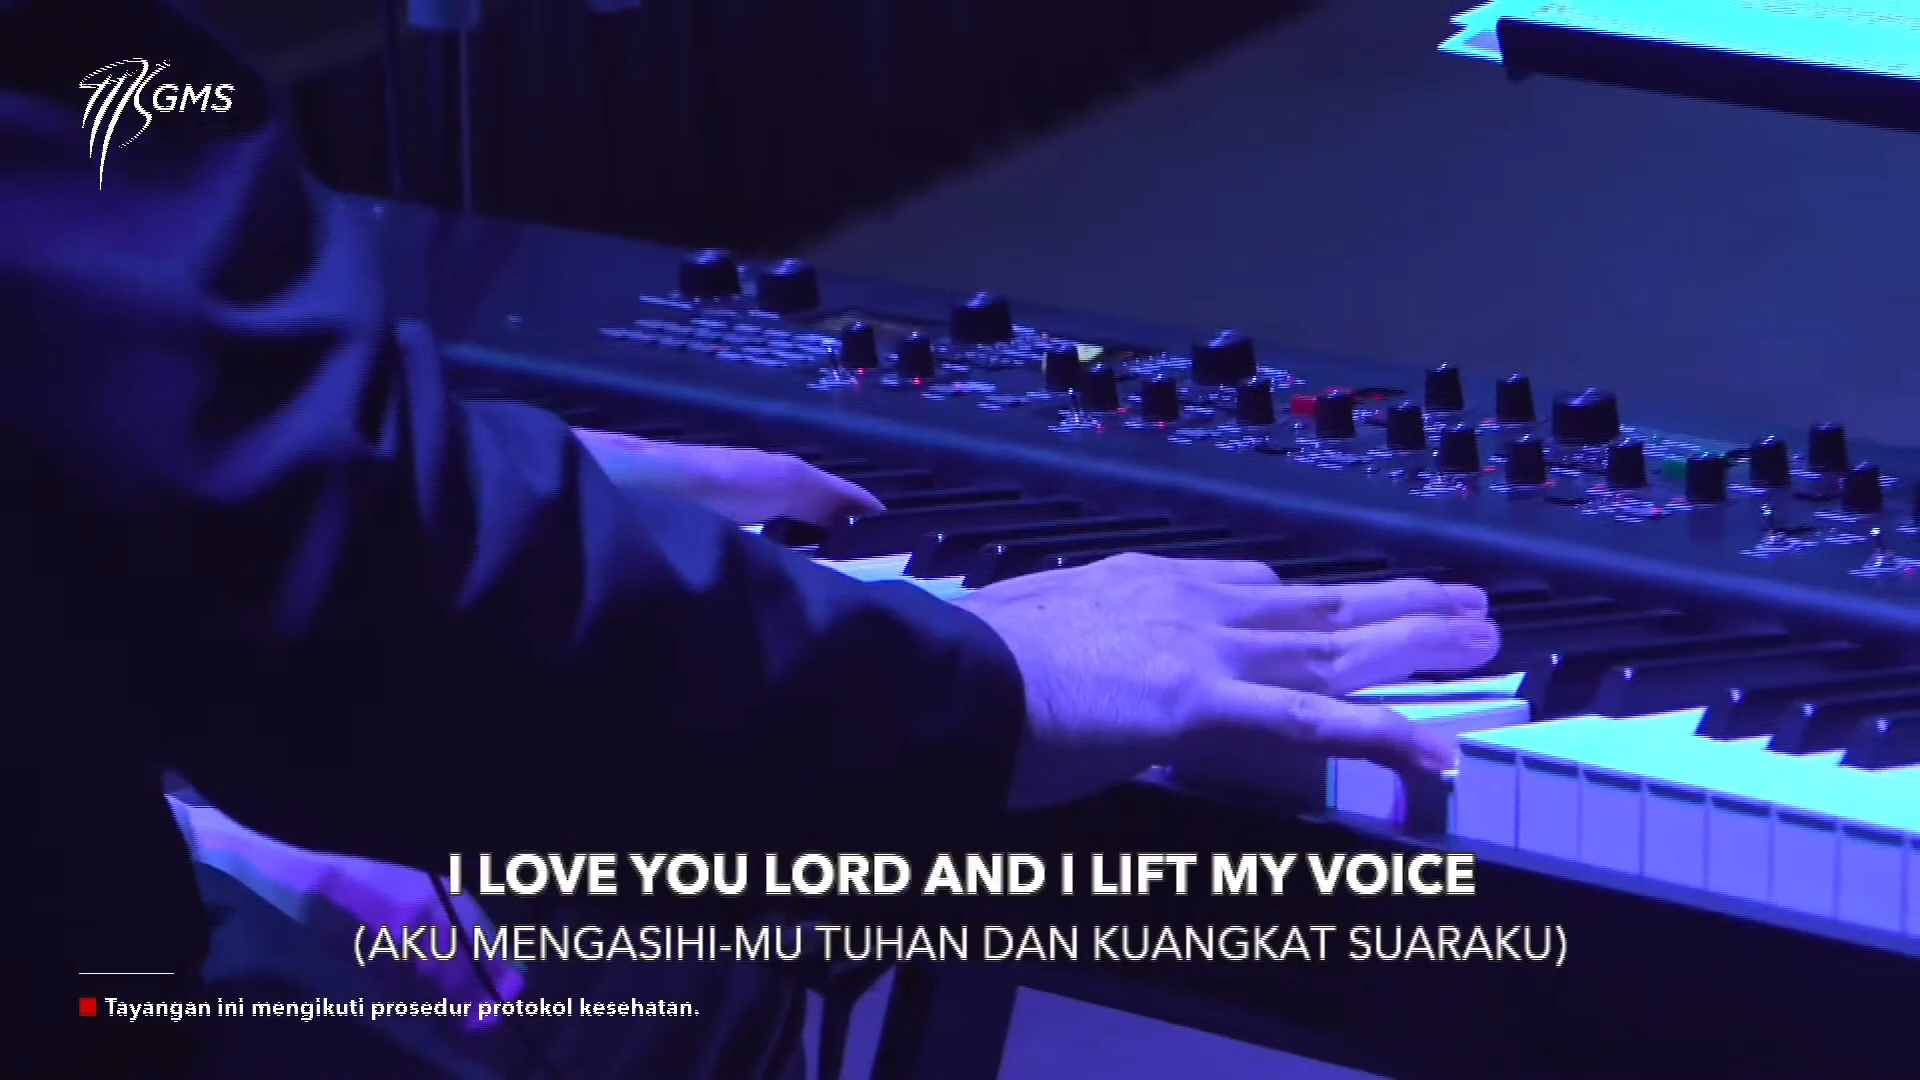 GMS
I LOVE YOU LORD AND I LIFT MY VOICE
(AKU MENGASIHI-MU TUHAN DAN KUANGKAT SUARAKU)
Tayangan ini mengikuti prosedur protokol kesehatan.